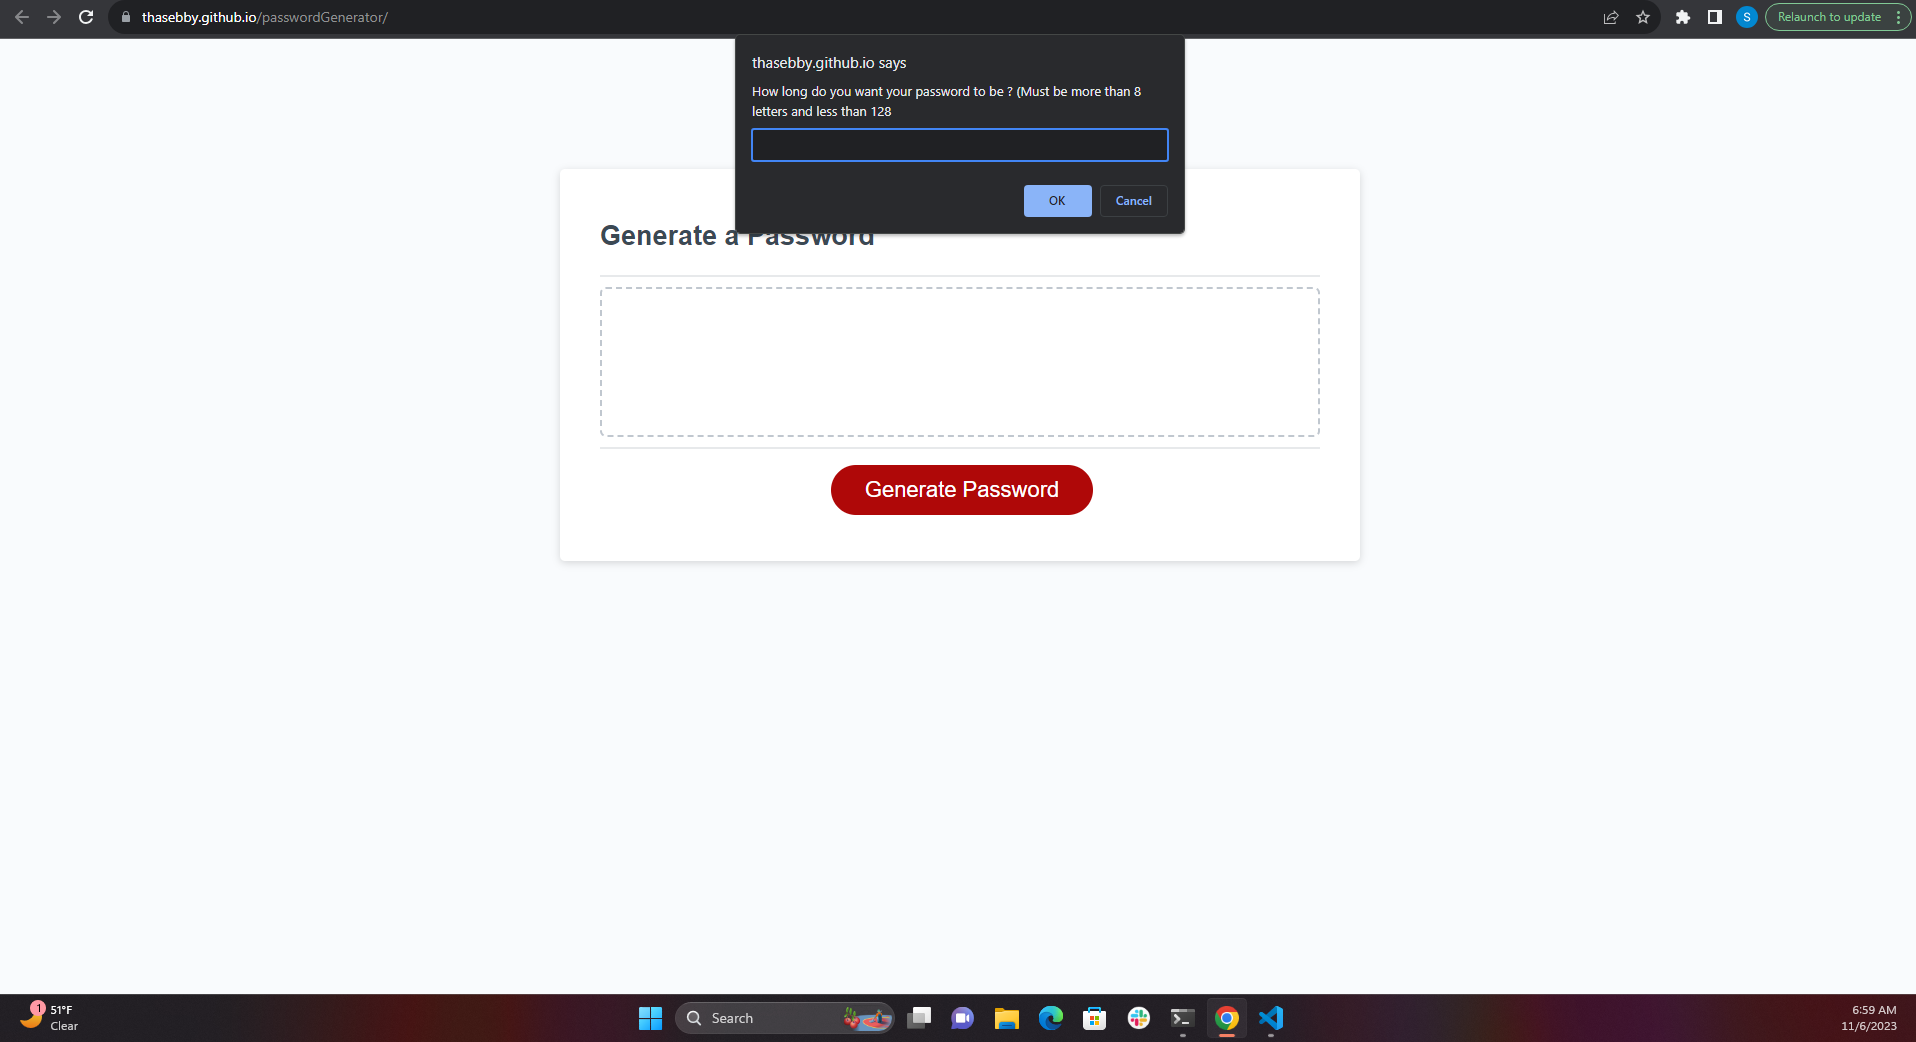 thasebby.github.io/passwordGenerator/
S
Relaunch to update
thasebby.github.io says
How long do you want your password to be ? (Must be more than 8
letters and less than 128
OK
Cancel
Generate a Password
Generate Password
1
51°F
Clear
Search
6:59 AM
11/6/2023